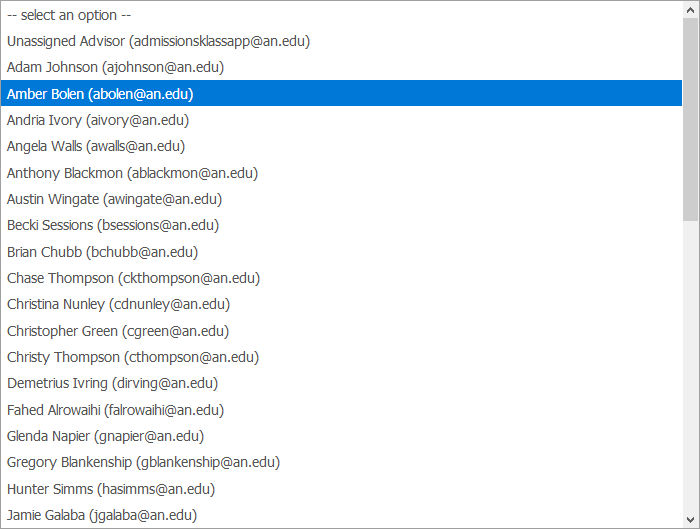 -- select an option --
Unassigned Advisor (admissionsklassapp@an.edu)
Adam Johnson (ajohnson@an.edu)
Amber Bolen (abolen@an.edu)
Andria Ivory (aivory@an.edu)
Angela Walls (awalls@an.edu)
Anthony Blackmon (ablackmon@an.edu)
Austin Wingate (awingate@an.edu)
Becki Sessions (bsessions@an.edu)
Brian Chubb (bchubb@an.edu)
Chase Thompson (ckthompson@an.edu)
Christina Nunley (cdnunley@an.edu)
Christopher Green (cgreen@an.edu)
Christy Thompson (cthompson@an.edu)
Demetrius Ivring (dirving@an.edu)
Fahed Alrowaihi (falrowaihi@an.edu)
Glenda Napier (gnapier@an.edu)
Gregory Blankenship (gblankenship@an.edu)
Hunter Simms (hasimms@an.edu)
Jamie Galaba (jgalaba@an.edu)